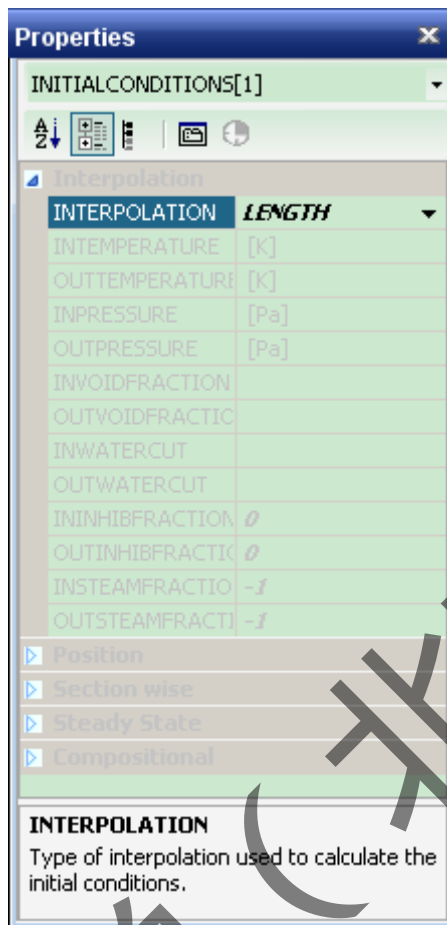 Properties
INITIALCONDITIONS[1]
Interpolation
INTERPOLATION LENGTH
INTEMPERATURE [K]
OUTTEMPERATURE [K]
INPRESSURE [Pa]
OUTPRESSURE [Pa]
INVOIDFRACTION
OUTVOIDFRACTIC
INWATERCUT
OUTWATERCUT
ININHIBFRACTION 0
OUTINHIBFRACTIC 0
INSTEAMFRACTIO -1
OUTSTEAMFRACTI -1
Position
Section wise
Steady State
Compositional
INTERPOLATION
Type of interpolation used to calculate the
initial conditions.